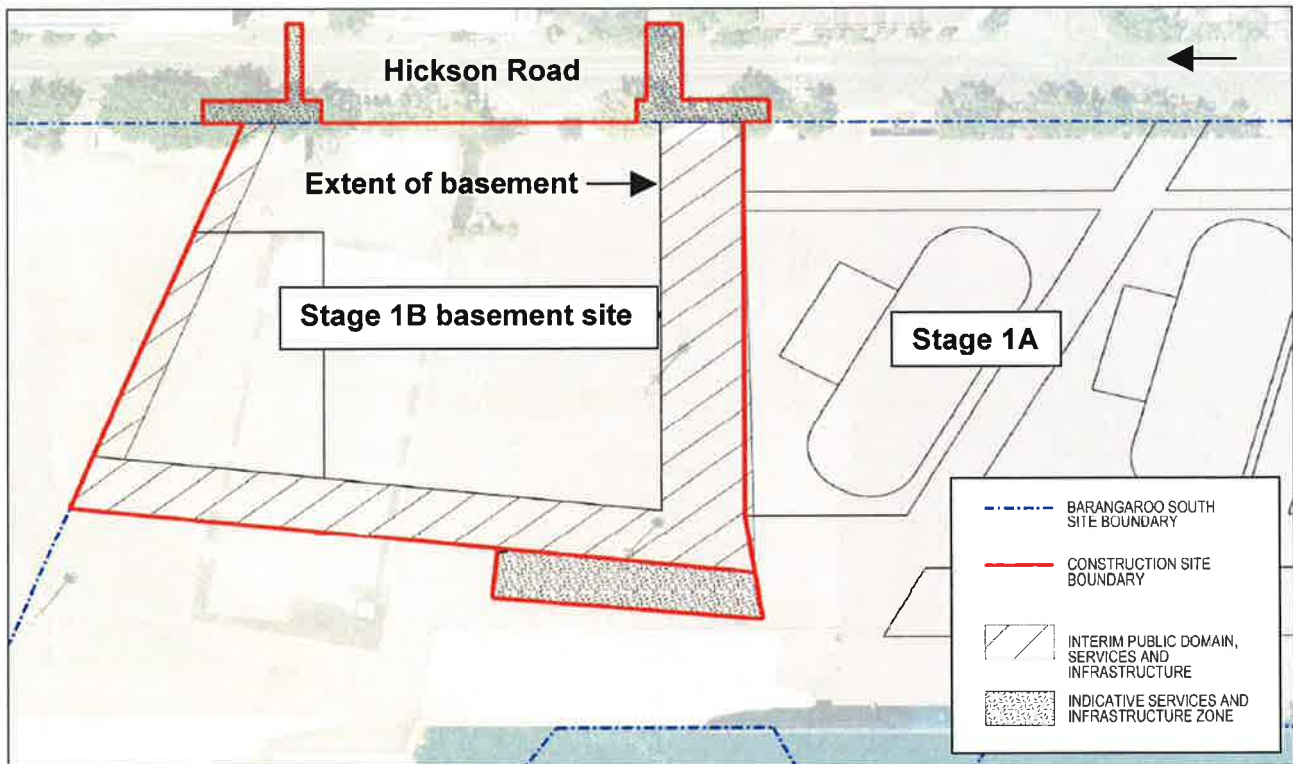 Hickson Road
Extent of basement
Stage 1B basement site
Stage 1A
BARANGAROO SOUTH
SITE BOUNDARY
CONSTRUCTION SITE
BOUNDARY
INTERIM PUBLIC DOMAIN,
SERVICES AND
INFRASTRUCTURE
INDICATIVE SERVICES AND
INFRASTRUCTURE ZONE